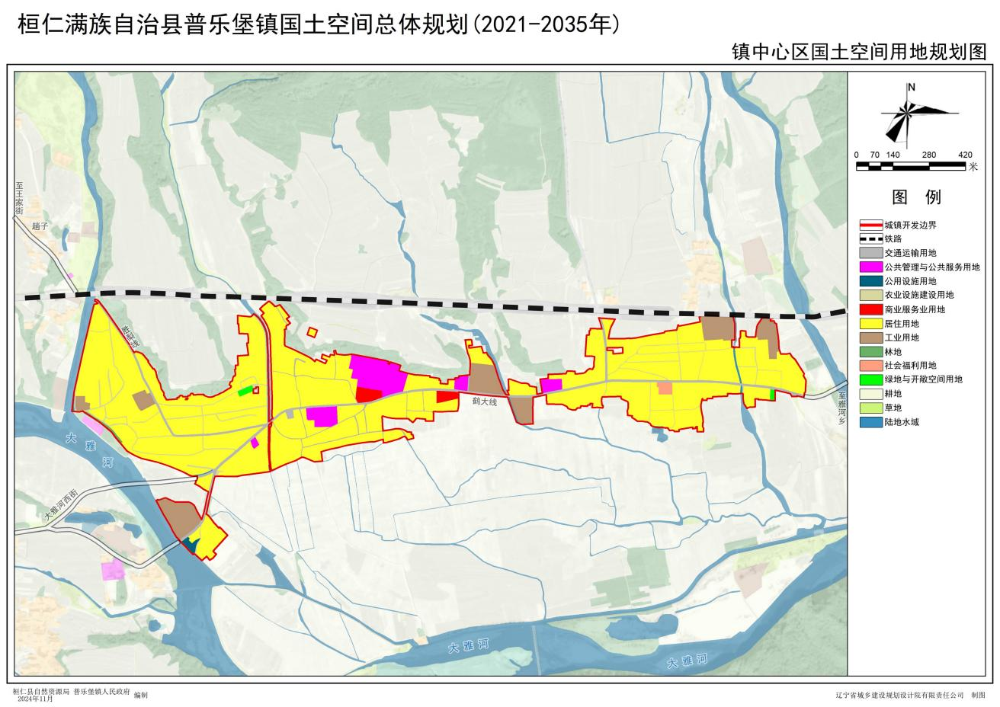 桓仁满族自治县普乐堡镇国土空间总体规划(2021-2035年)
镇中心区国土空间用地规划图
N
0 70 140 280 420
米
图 例
城镇开发边界
铁路
交通运输用地
公共管理与公共服务用地
公用设施用地
农业设施建设用地
商业服务业用地
居住用地
工业用地
林地
社会福利用地
绿地与开敞空间用地
耕地
草地
陆地水域
至王家街
趟子
胜梨线
鹤大线
至雅河乡
大雅河
大雅河西街
大雅河
大雅河
桓仁县自然资源局 普乐堡镇人民政府 编制
2024年11月
辽宁省城乡建设规划设计院有限责任公司 制图